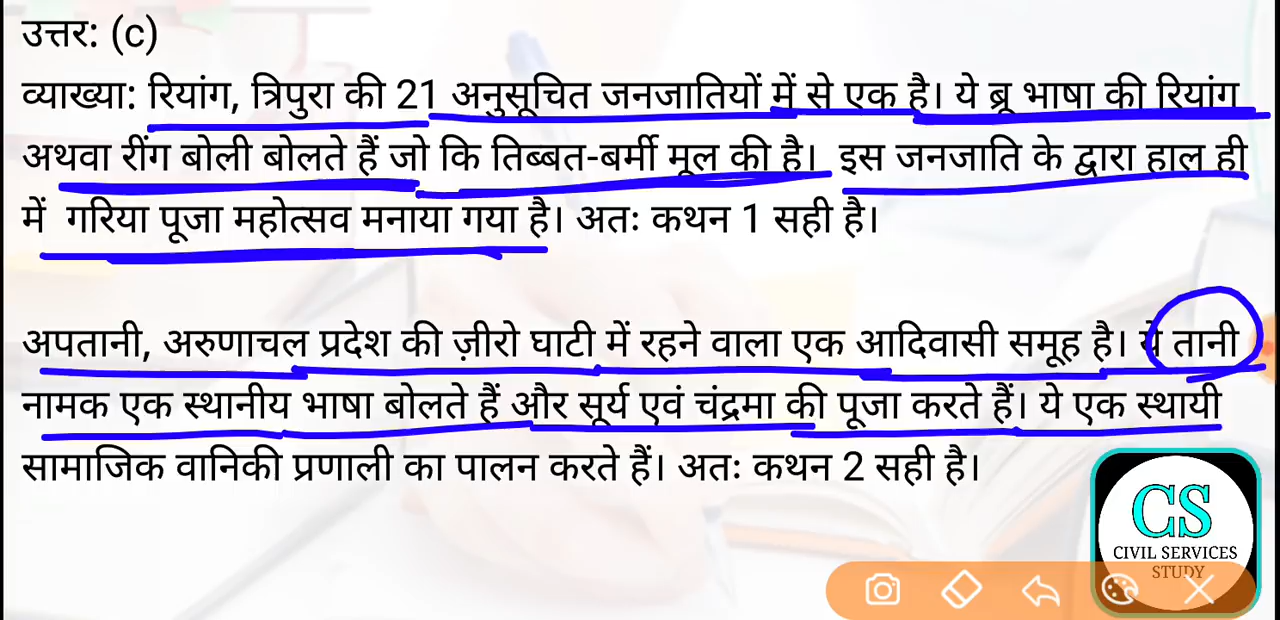 उत्तर: (c)
व्याख्या: रियांग, त्रिपुरा की 21 अनुसूचित जनजातियों में से एक है। ये ब्रू भाषा की रियांग
अथवा रींग बोली बोलते हैं जो कि तिब्बत-बर्मी मूल की है। इस जनजाति के द्वारा हाल ही
में गरिया पूजा महोत्सव मनाया गया है। अतः कथन 1 सही है।
अपतानी, अरुणाचल प्रदेश की ज़ीरो घाटी में रहने वाला एक आदिवासी समूह है। ये तानी
नामक एक स्थानीय भाषा बोलते हैं और सूर्य एवं चंद्रमा की पूजा करते हैं। ये एक स्थायी
सामाजिक वानिकी प्रणाली का पालन करते हैं। अतः कथन 2 सही है।
CS
CIVIL SERVICES
STUDY